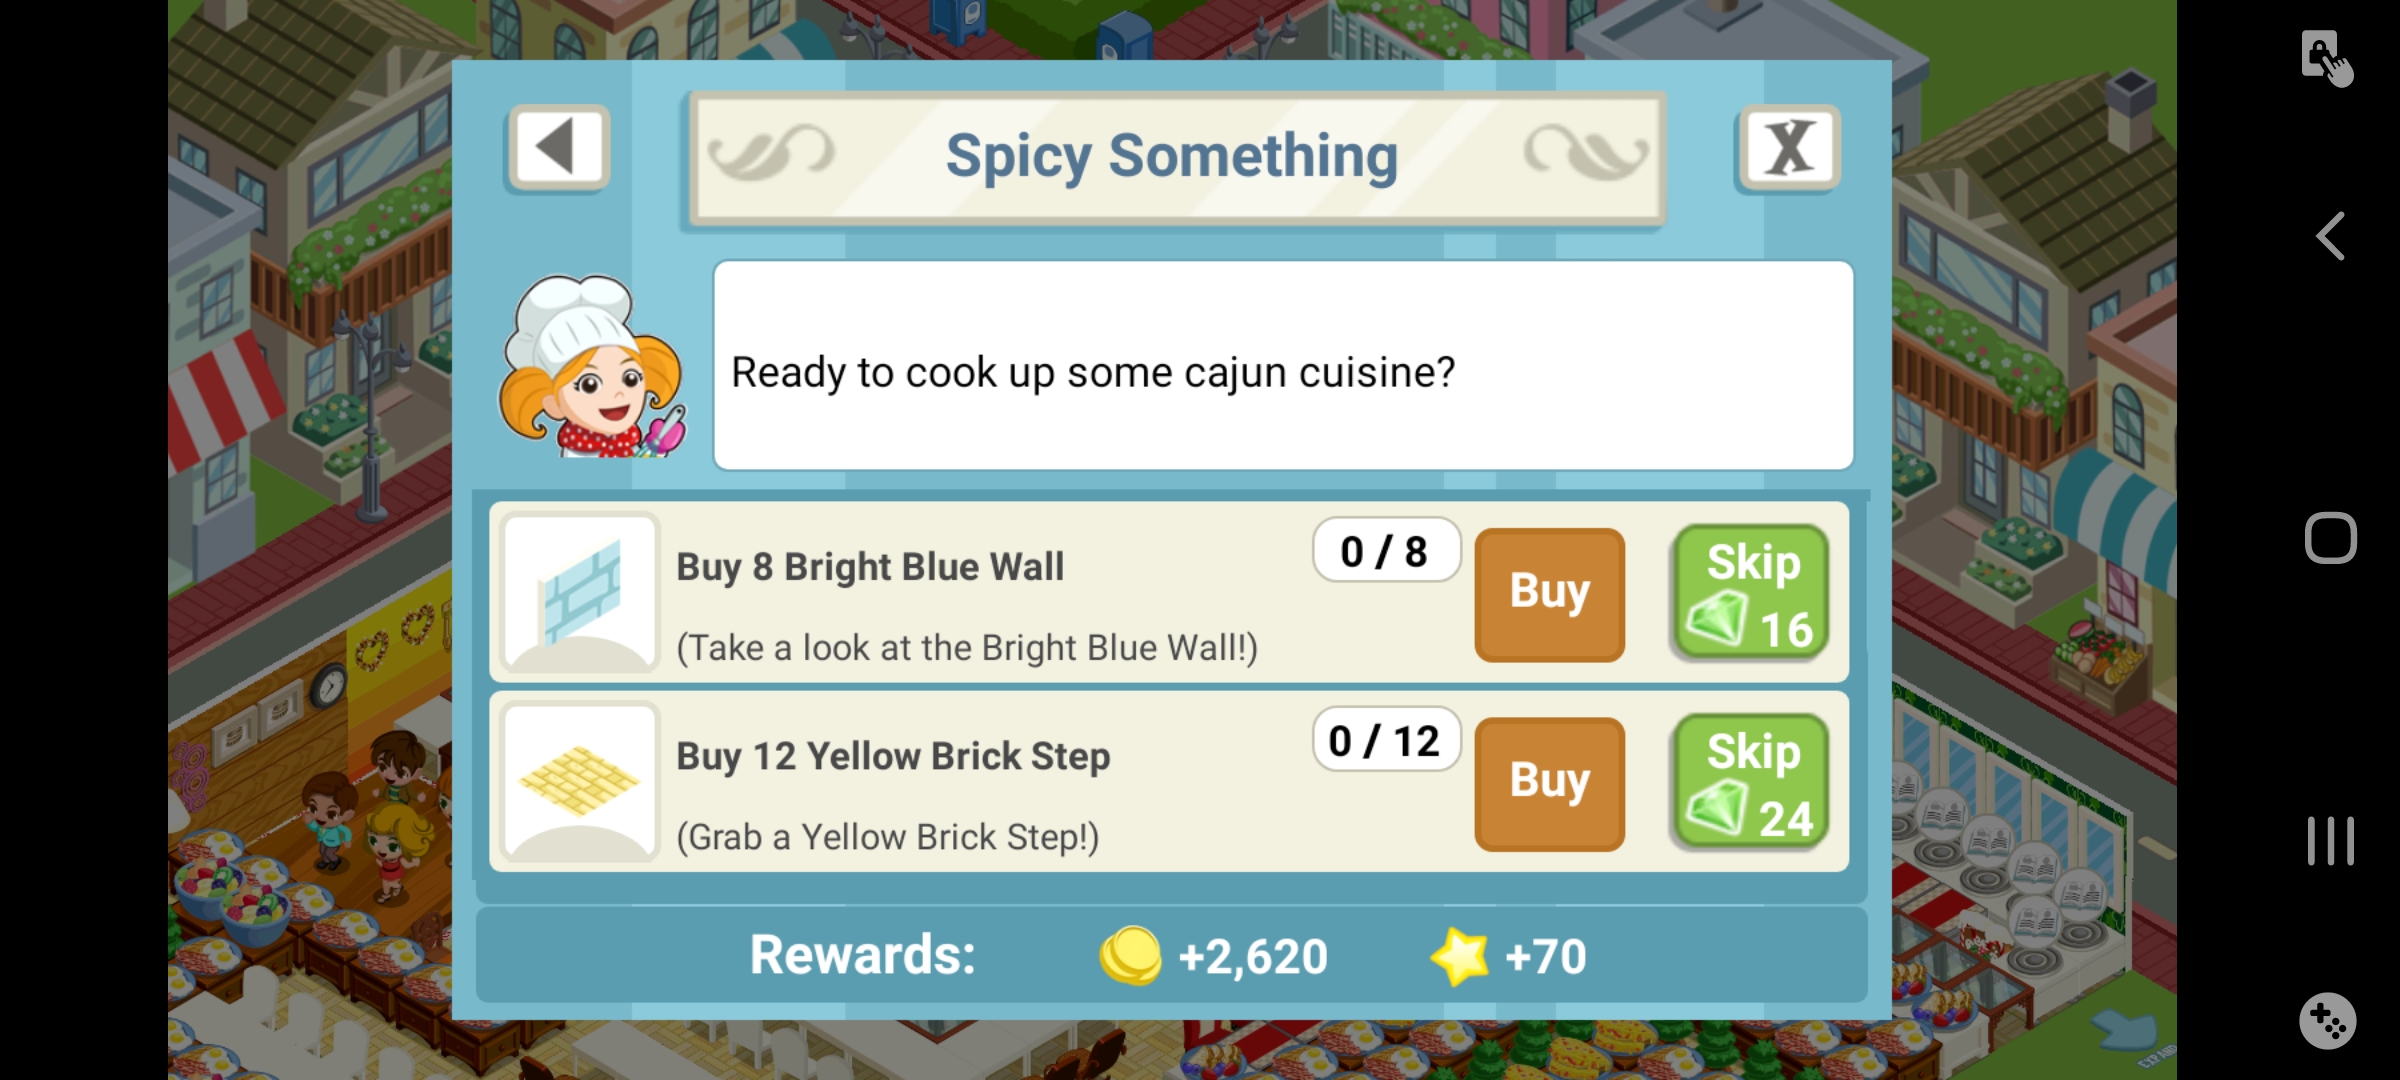 Spicy Something
X
Ready to cook up some cajun cuisine?
Buy 8 Bright Blue Wall
(Take a look at the Bright Blue Wall!)
0 / 8
Buy
Skip
16
Buy 12 Yellow Brick Step
(Grab a Yellow Brick Step!)
0 / 12
Buy
Skip
24
Rewards: +2,620 +70
EXPAND